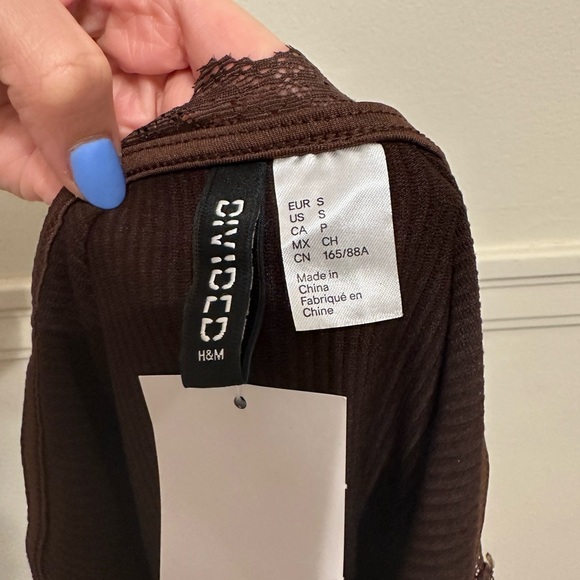 DIVIDED
H&M
EUR S
US S
CA P
MX CH
CN 165/88A
Made in
China
Fabriqué en
Chine